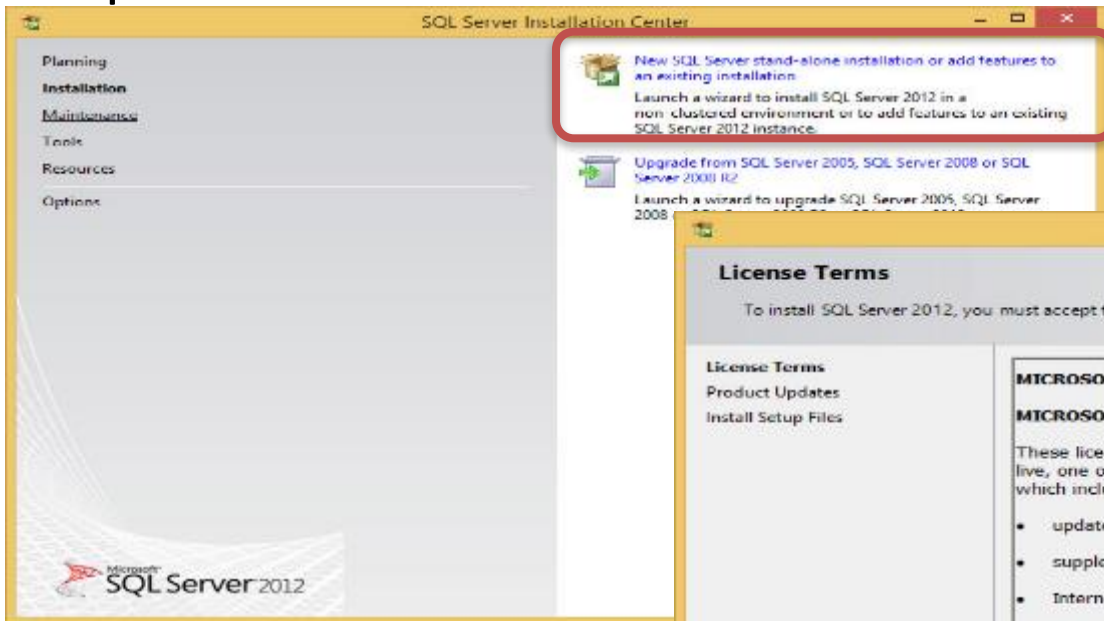 SQL Server Installation Center
Planning
Installation
Maintenance
Tools
Resources
Options
New SQL Server stand-alone installation or add features to
an existing installation
Launch a wizard to install SQL Server 2012 in a
non-clustered environment or to add features to an existing
SQL Server 2012 instance.
Upgrade from SQL Server 2005, SQL Server 2008 or SQL
Server 2008 R2
Launch a wizard to upgrade SQL Server 2005, SQL Server
2008
Microsoft
SQL Server 2012
License Terms
To install SQL Server 2012, you must accept t
License Terms
Product Updates
Install Setup Files
MICROSO
MICROSO
These lice
live, one o
which incl
• update
• supple
• Intern